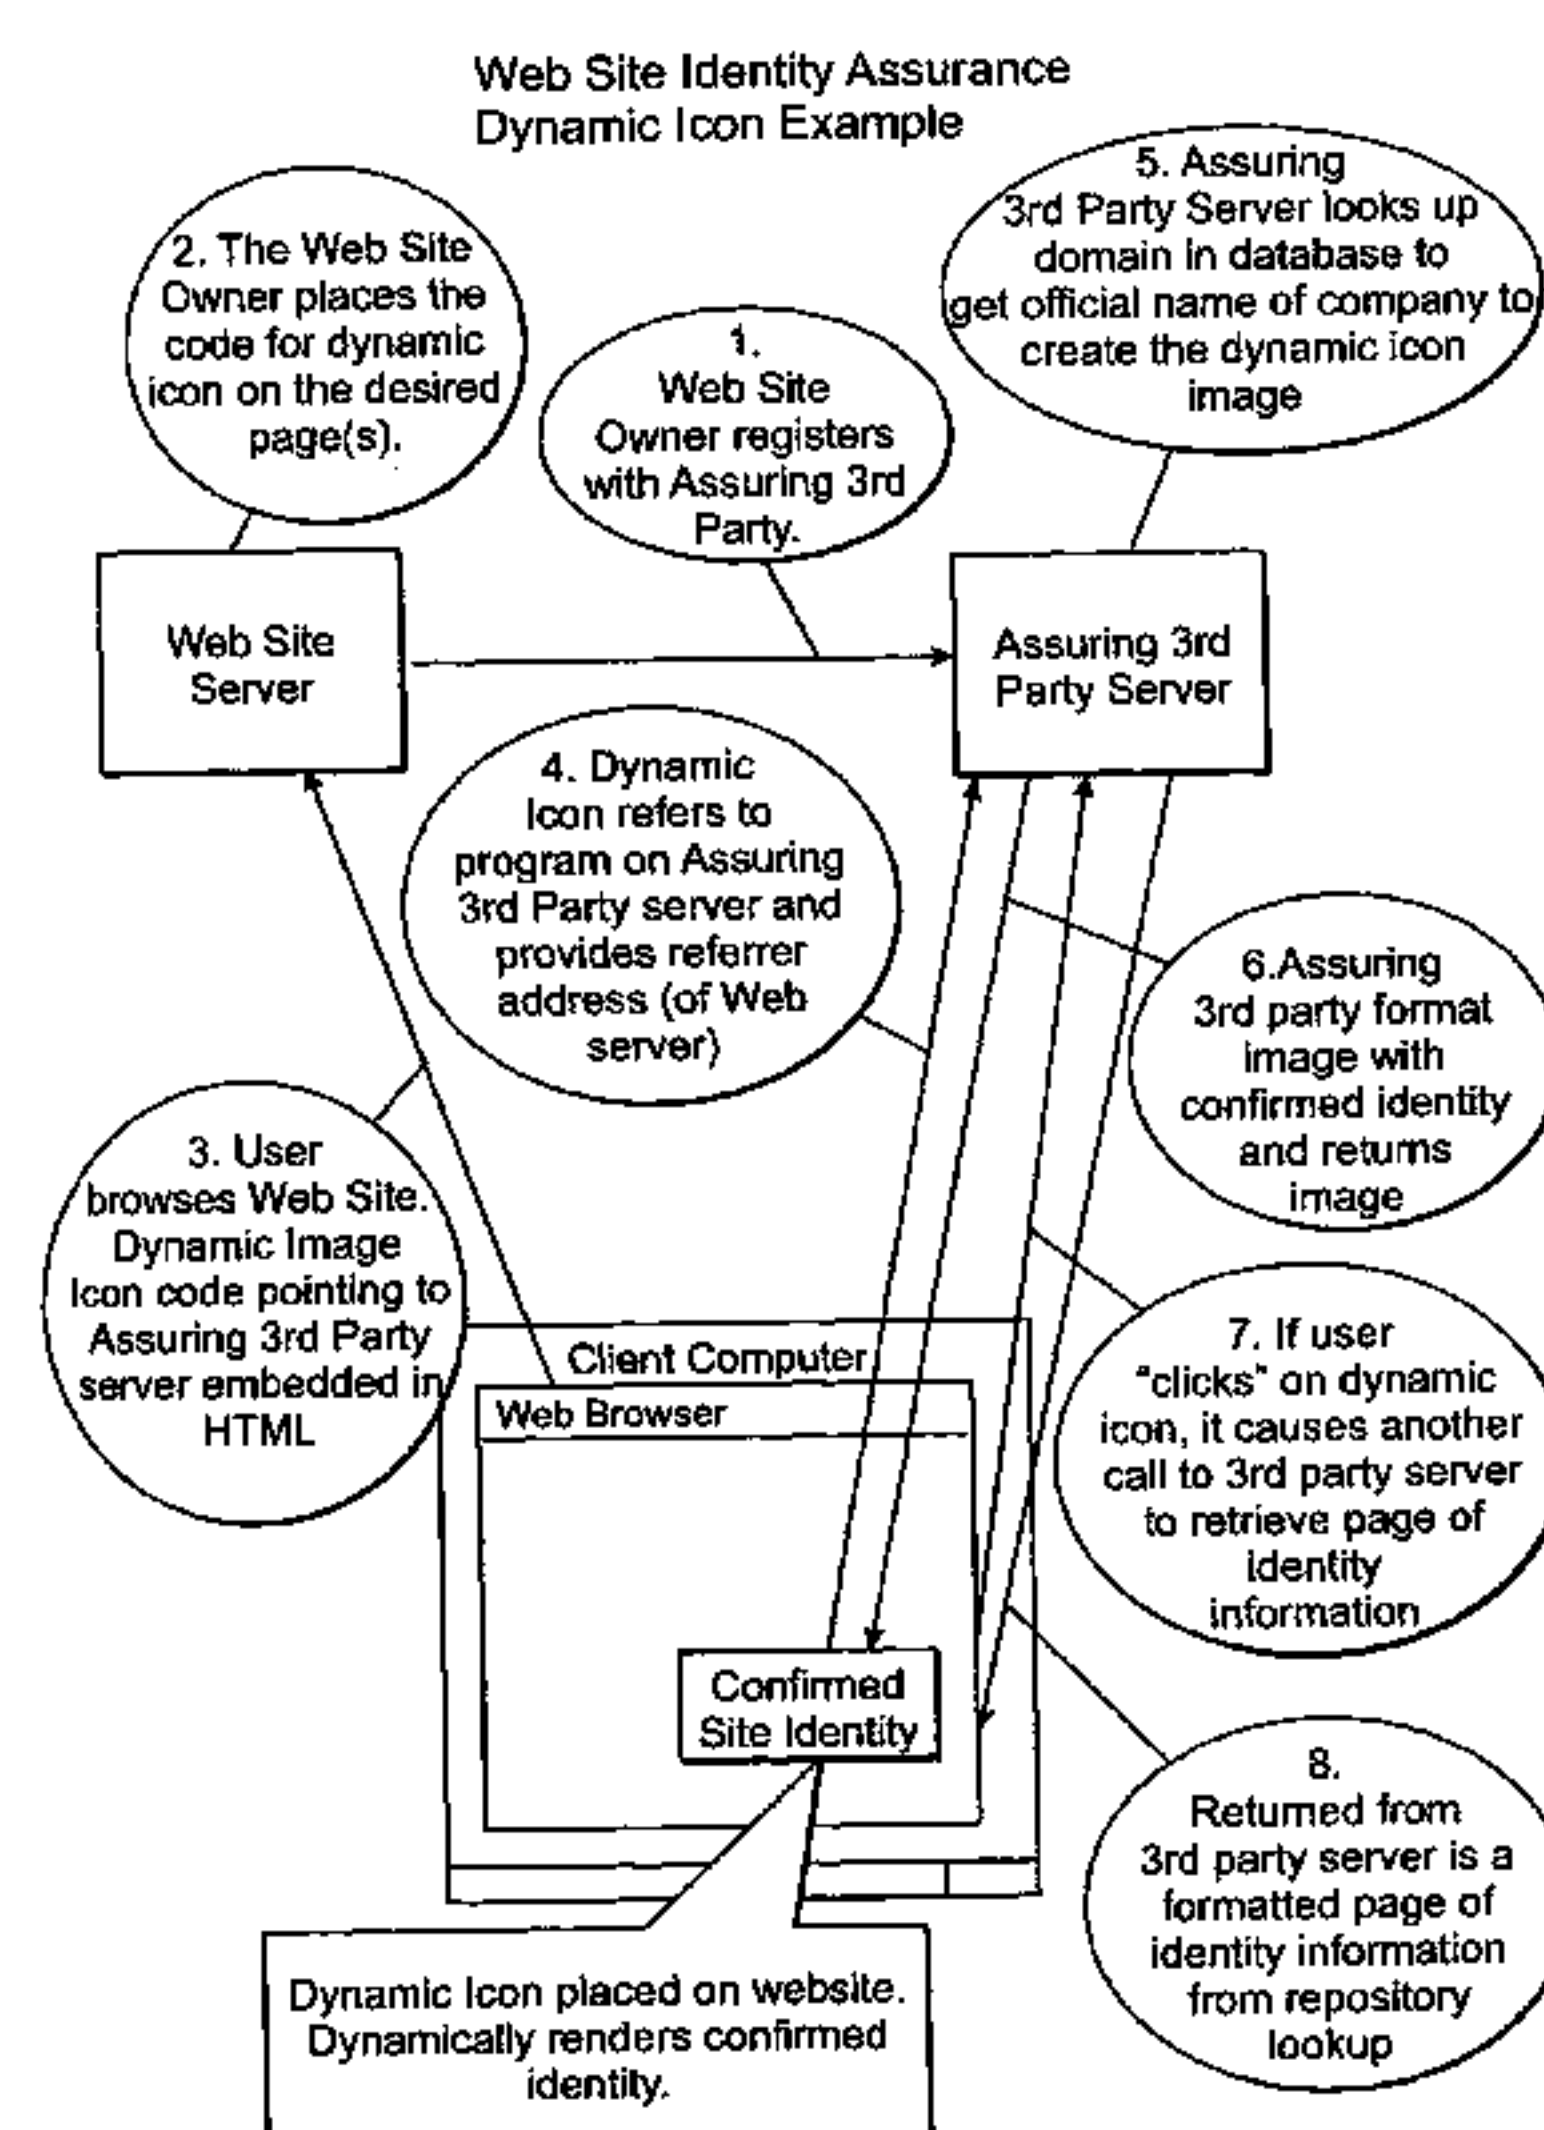 Web Site Identity Assurance
Dynamic Icon Example
5. Assuring
3rd Party Server looks up
domain in database to
get official name of company to
create the dynamic icon
image
2. The Web Site
Owner places the
code for dynamic
icon on the desired
page(s).
1.
Web Site
Owner registers
with Assuring 3rd
Party.
Web Site
Server
Assuring 3rd
Party Server
4. Dynamic
Icon refers to
program on Assuring
3rd Party server and
provides referrer
address (of Web
server)
6.Assuring
3rd party format
image with
confirmed identity
and returns
image
3. User
browses Web Site.
Dynamic Image
Icon code pointing to
Assuring 3rd Party
server embedded in
HTML
Client Computer
Web Browser
7. If user
"clicks" on dynamic
icon, it causes another
call to 3rd party server
to retrieve page of
identity
information
Confirmed
Site Identity
8.
Returned from
3rd party server is a
formatted page of
identity information
from repository
lookup
Dynamic Icon placed on website.
Dynamically renders confirmed
identity.